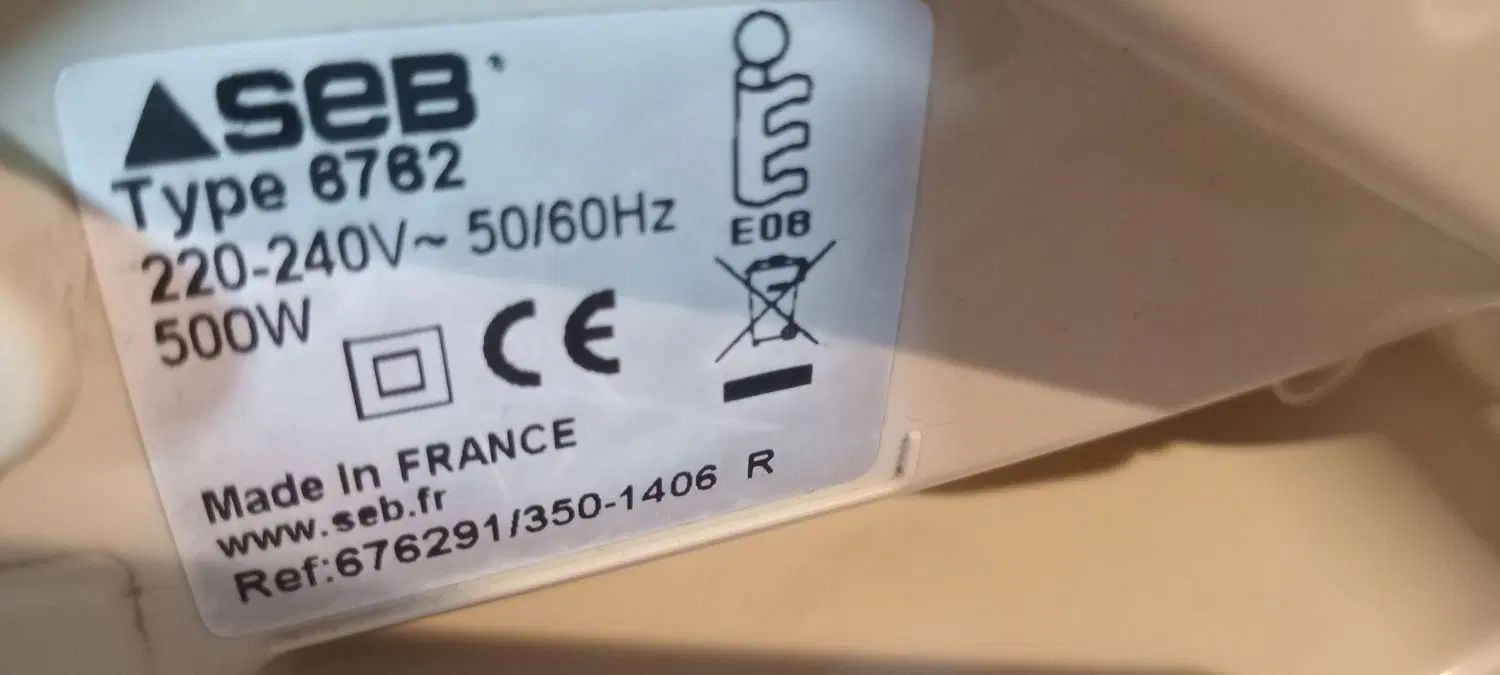 SEB
Type 6762
220-240V~ 50/60Hz
500W
CE
E08
Made In FRANCE
www.seb.fr
Ref:676291/350-1406 R